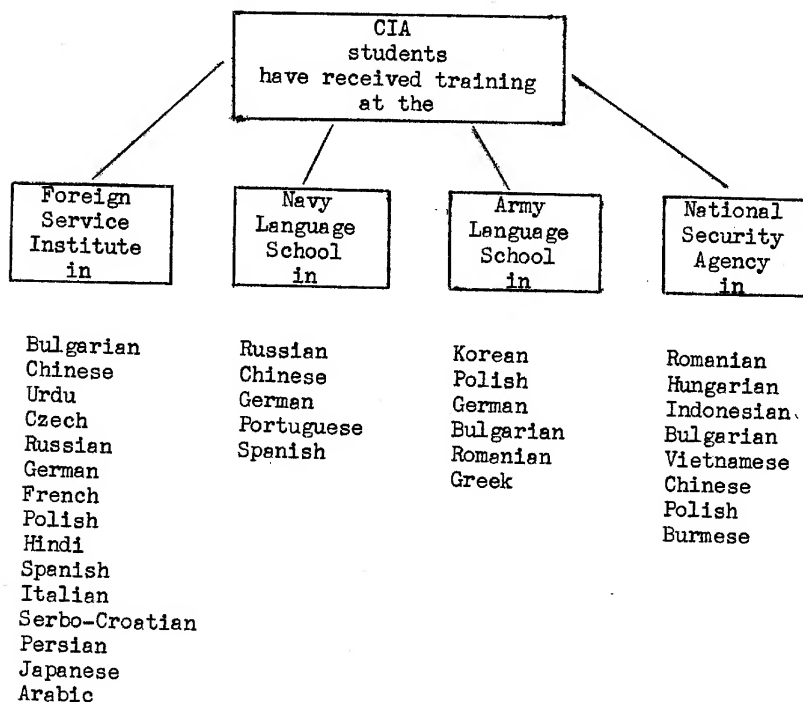 CIA
students
have received training
at the
Foreign
Service
Institute
in
Navy
Language
School
in
Army
Language
School
in
National
Security
Agency
in
Bulgarian
Chinese
Urdu
Czech
Russian
German
French
Polish
Hindi
Spanish
Italian
Serbo-Croatian
Persian
Japanese
Arabic
Russian
Chinese
German
Portuguese
Spanish
Korean
Polish
German
Bulgarian
Romanian
Greek
Romanian
Hungarian
Indonesian
Bulgarian
Vietnamese
Chinese
Polish
Burmese